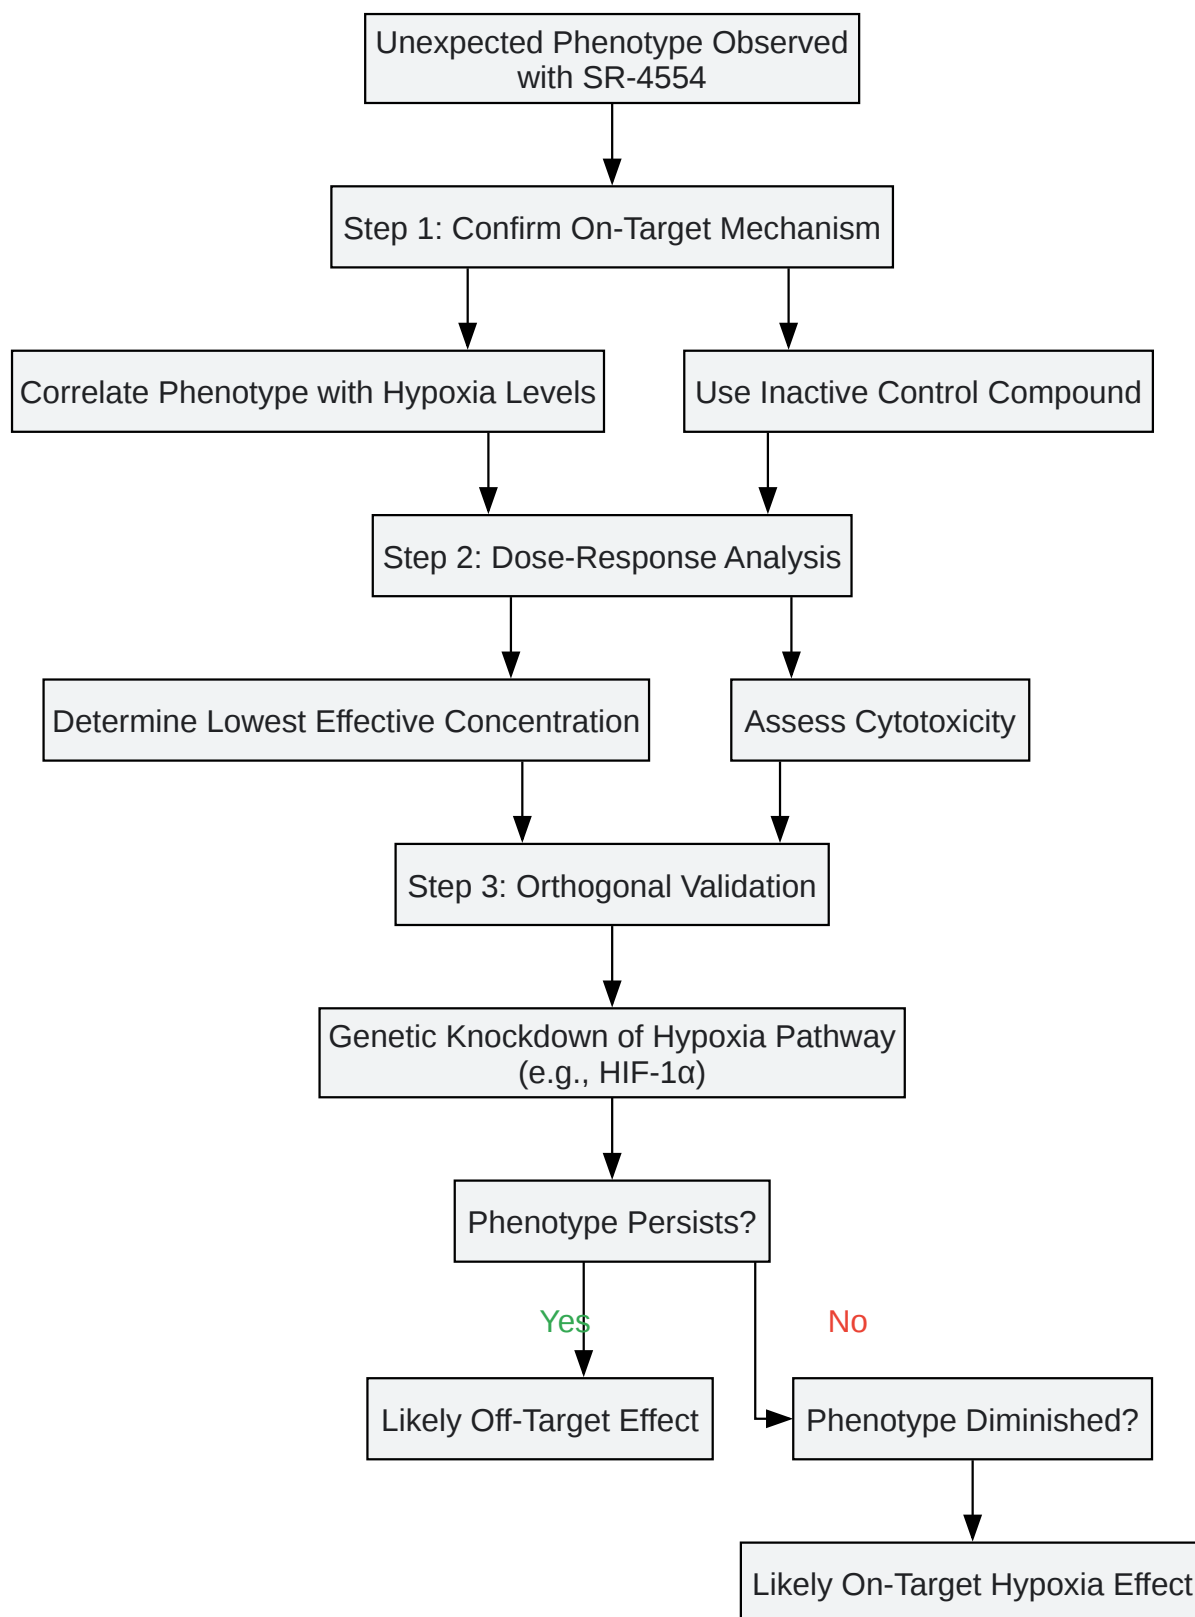 Unexpected Phenotype Observed
with SR-4554
Step 1: Confirm On-Target Mechanism
Correlate Phenotype with Hypoxia Levels
Use Inactive Control Compound
Step 2: Dose-Response Analysis
Determine Lowest Effective Concentration
Assess Cytotoxicity
Step 3: Orthogonal Validation
Genetic Knockdown of Hypoxia Pathway
(e.g., HIF-1α)
Phenotype Persists?
Yes
No
Likely Off-Target Effect
Phenotype Diminished?
Likely On-Target Hypoxia Effect